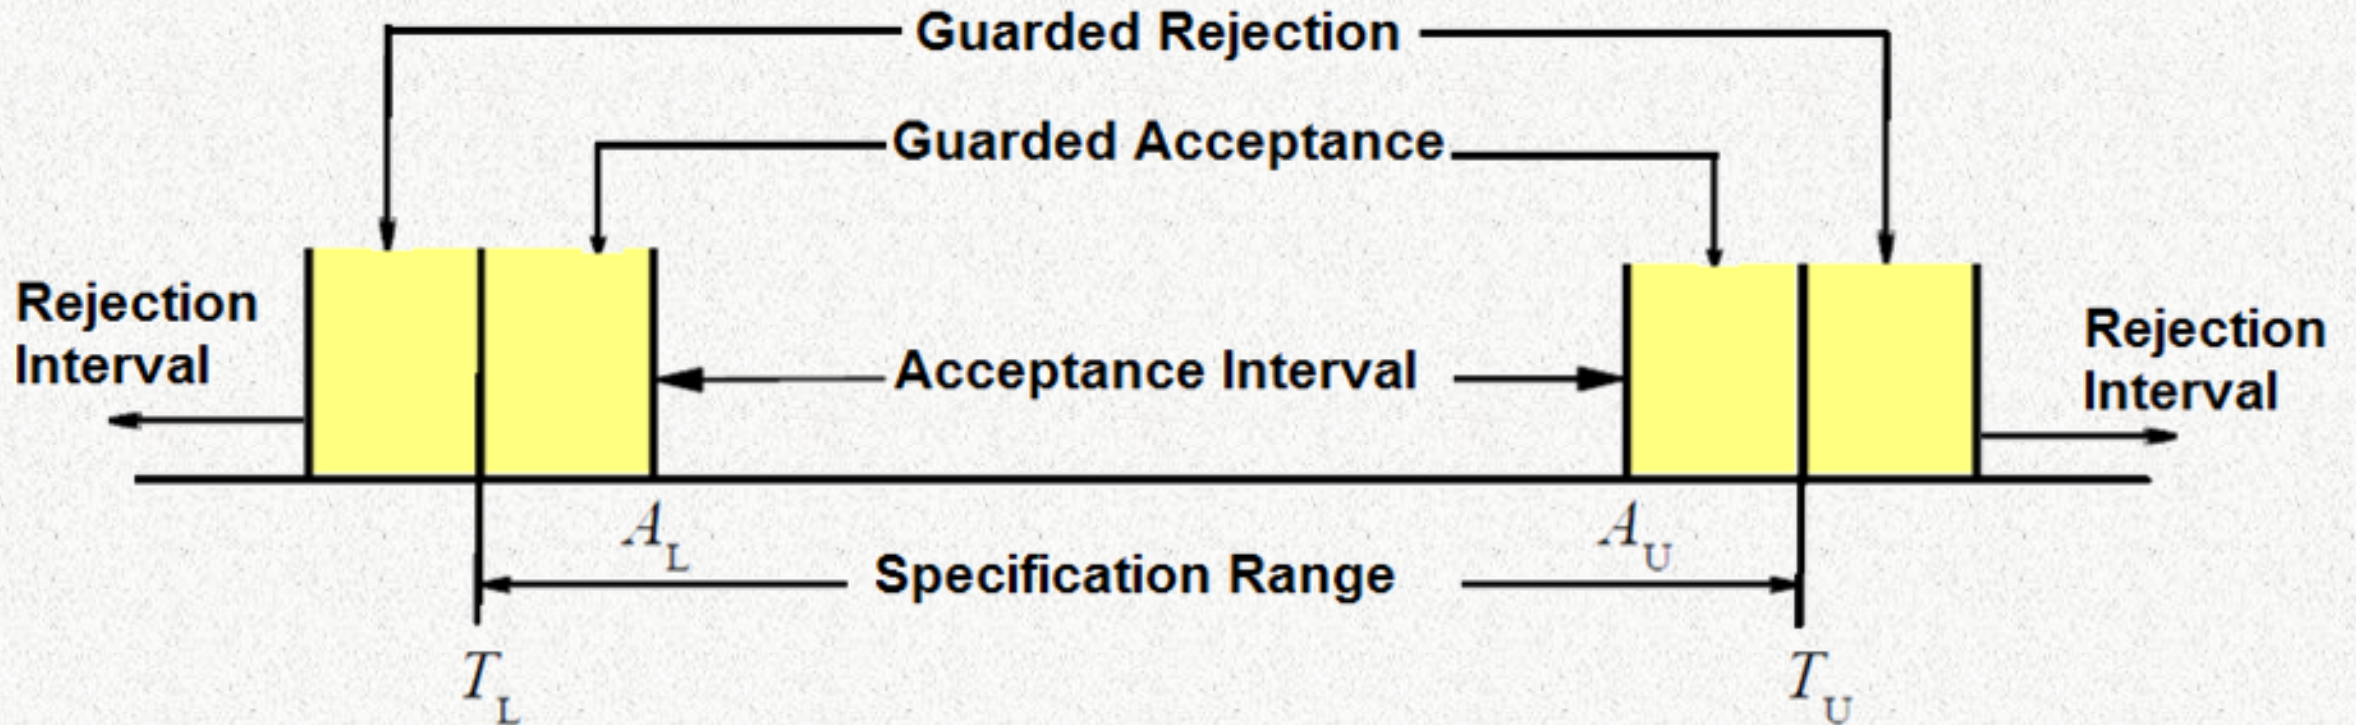 Guarded Rejection
Guarded Acceptance
Rejection
Interval
Acceptance Interval
Rejection
Interval
A_L
A_U
Specification Range
T_L
T_U